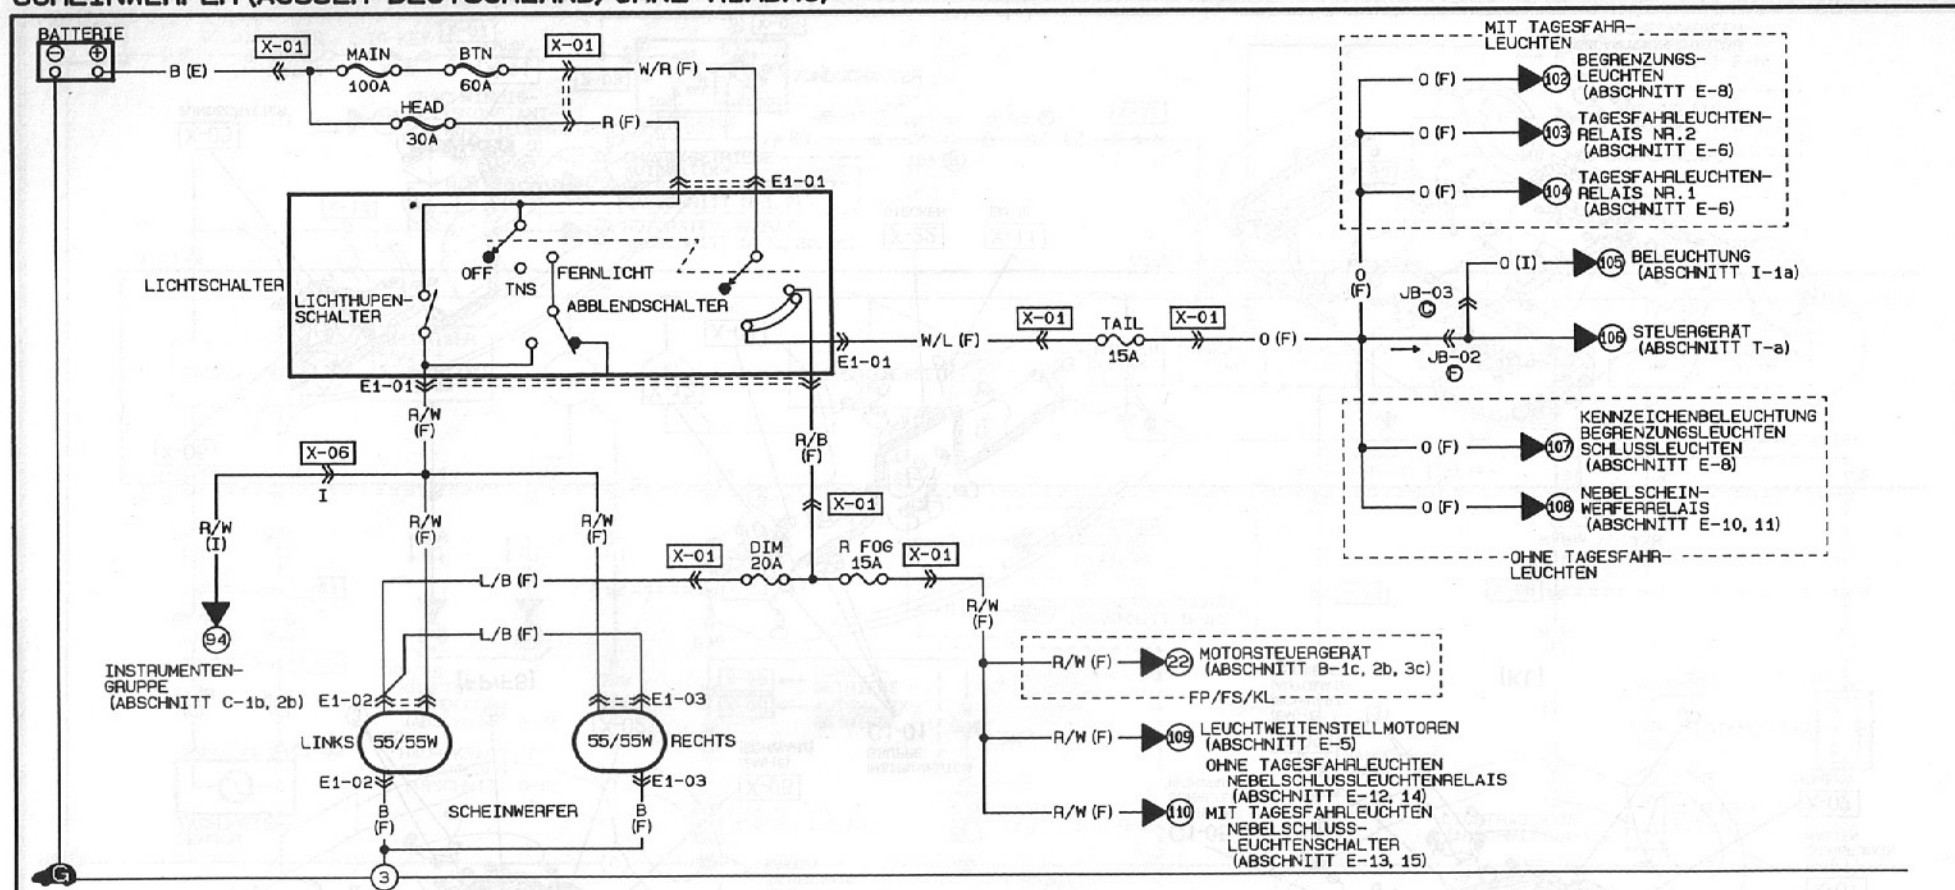 SCHEINWERFER (AUSSER DEUTSCHLAND/OHNE
BATTERIE
B (E)
X-01
MAIN
100A
BTN
60A
X-01
W/R (F)
HEAD
30A
R (F)
E1-01
LICHTSCHALTER
LICHTHUPEN-
SCHALTER
OFF
TNS
FERNLICHT
ABBLENDSCHALTER
E1-01
E1-01
W/L (F)
X-01
TAIL
15A
X-01
O (F)
O
(F)
MIT TAGESFAHR-
LEUCHTEN
O (F)
102
BEGRENZUNGS-
LEUCHTEN
(ABSCHNITT E-8)
O (F)
103
TAGESFAHRLEUCHTEN-
RELAIS NR.2
(ABSCHNITT E-6)
O (F)
104
TAGESFAHRLEUCHTEN-
RELAIS NR.1
(ABSCHNITT E-6)
O (I)
105
BELEUCHTUNG
(ABSCHNITT I-1a)
JB-03
C
JB-02
F
106
STEUERGERÄT
(ABSCHNITT T-a)
O (F)
107
KENNZEICHENBELEUCHTUNG
BEGRENZUNGSLEUCHTEN
SCHLUSSLEUCHTEN
(ABSCHNITT E-8)
O (F)
108
NEBELSCHEIN-
WERFERRELAIS
(ABSCHNITT E-10, 11)
OHNE TAGESFAHR-
LEUCHTEN
R/W
(F)
R/B
(F)
X-06
I
X-01
R/W
(I)
R/W
(F)
R/W
(F)
94
INSTRUMENTEN-
GRUPPE
(ABSCHNITT C-1b, 2b)
L/B (F)
X-01
DIM
20A
R FOG
15A
X-01
R/W
(F)
L/B (F)
E1-02
E1-03
LINKS
55/55W
55/55W
RECHTS
E1-02
E1-03
SCHEINWERFER
B
(F)
B
(F)
R/W (F)
22
MOTORSTEUERGERÄT
(ABSCHNITT B-1c, 2b, 3c)
FP/FS/KL
R/W (F)
109
LEUCHTWEITENSTELLMOTOREN
(ABSCHNITT E-5)
R/W (F)
110
OHNE TAGESFAHRLEUCHTEN
NEBELSCHLUSSLEUCHTENRELAIS
(ABSCHNITT E-12, 14)
MIT TAGESFAHRLEUCHTEN
NEBELSCHLUSS-
LEUCHTENSCHALTER
(ABSCHNITT E-13, 15)
G
3